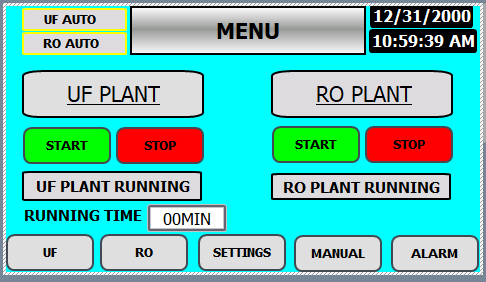 UF AUTO
RO AUTO
MENU
12/31/2000
10:59:39 AM
UF PLANT
RO PLANT
START
STOP
START
STOP
UF PLANT RUNNING
RO PLANT RUNNING
RUNNING TIME 00MIN
UF
RO
SETTINGS
MANUAL
ALARM